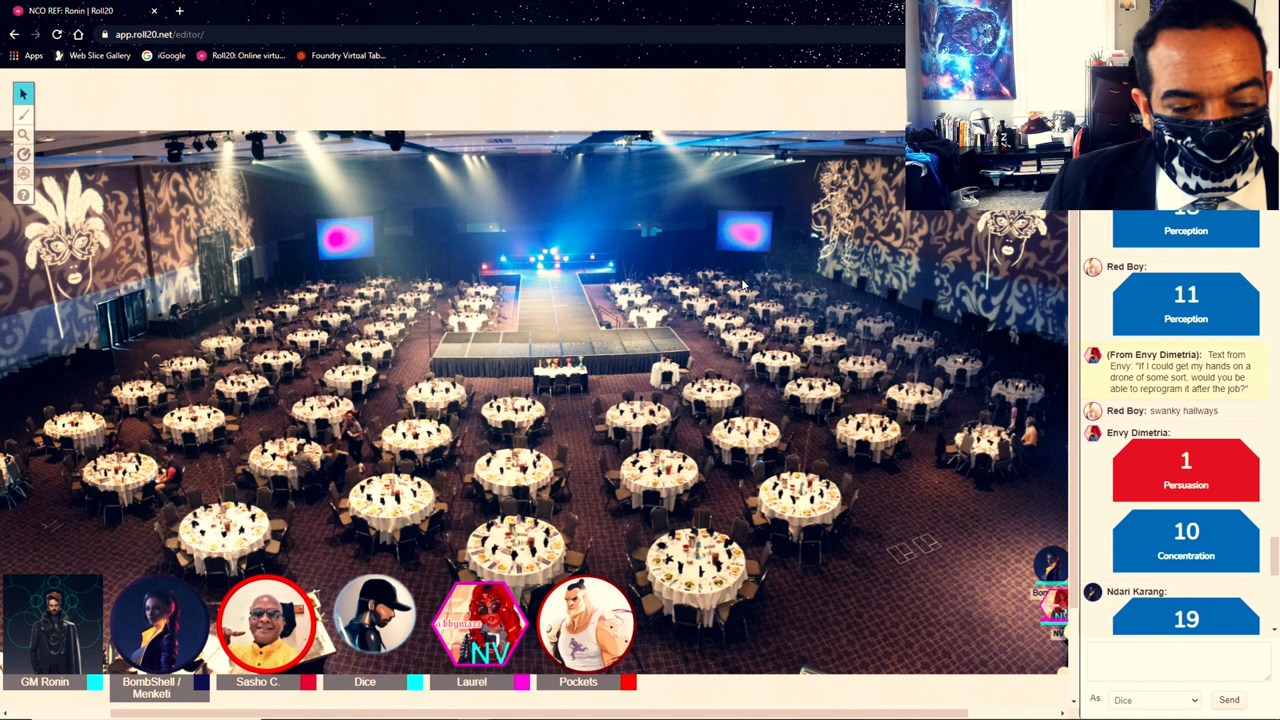 NCO REF: Ronin | Roll20
app.roll20.net/editor/
Apps
Web Slice Gallery
iGoogle
Roll20: Online virtu...
Foundry Virtual Tab...
Perception
Red Boy:
11
Perception
(From Envy Dimetria): Text from
Envy: "If I could get my hands on a
drone of some sort, would you be
able to reprogram it after the job?"
Red Boy: swanky hallways
Envy Dimetria:
1
Persuasion
10
Concentration
Ndari Karang:
19
NV
GM Ronin
BombShell /
Menketi
Sasho C.
Dice
Laurel
Pockets
As:
Dice
Send